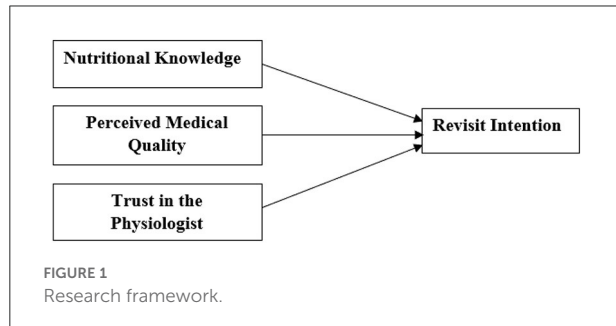 Nutritional Knowledge
Perceived Medical
Quality
Revisit Intention
Trust in the
Physiologist
FIGURE 1
Research framework.